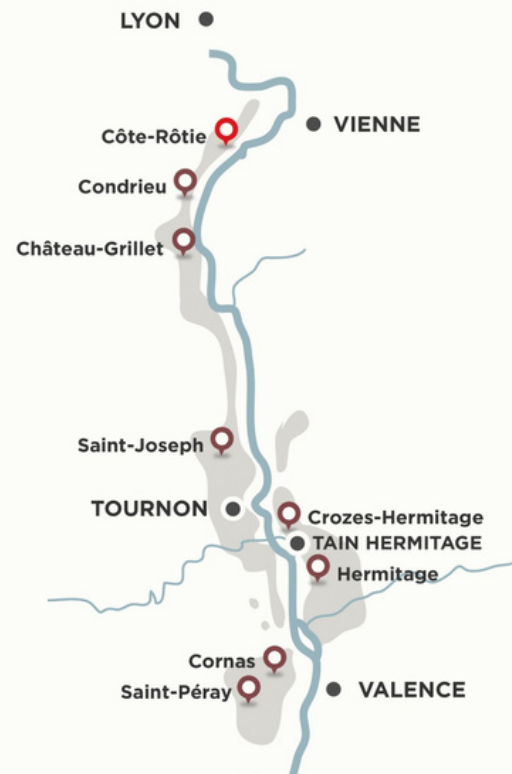 LYON
VIENNE
Côte-Rôtie
Condrieu
Château-Grillet
Saint-Joseph
TOURNON
Crozes-Hermitage
TAIN HERMITAGE
Hermitage
Cornas
Saint-Péray
VALENCE